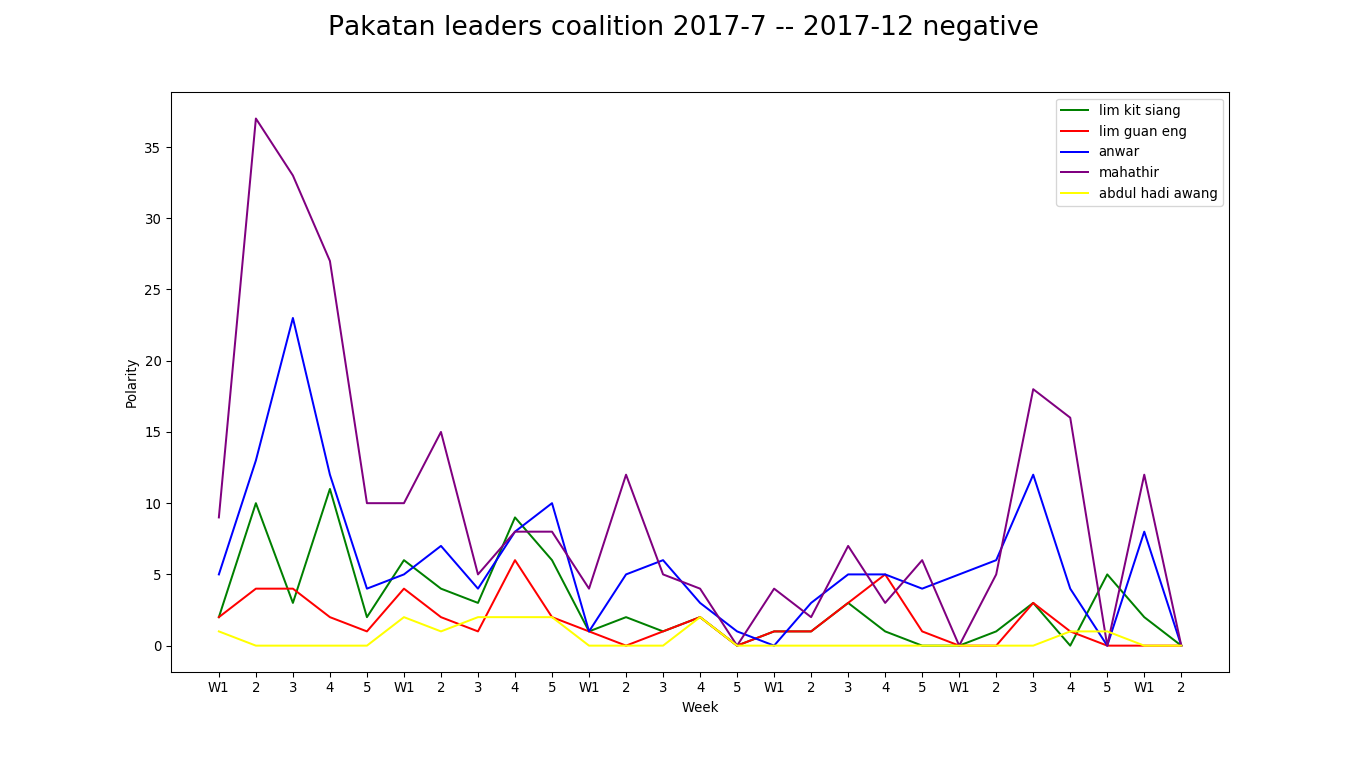 Pakatan leaders coalition 2017-7 -- 2017-12 negative
lim kit siang
lim guan eng
anwar
mahathir
abdul hadi awang
Polarity
35
30
25
20
15
10
5
0
W1 2 3 4 5 W1 2 3 4 5 W1 2 3 4 5 W1 2 3 4 5 W1 2 3 4 5 W1 2
Week